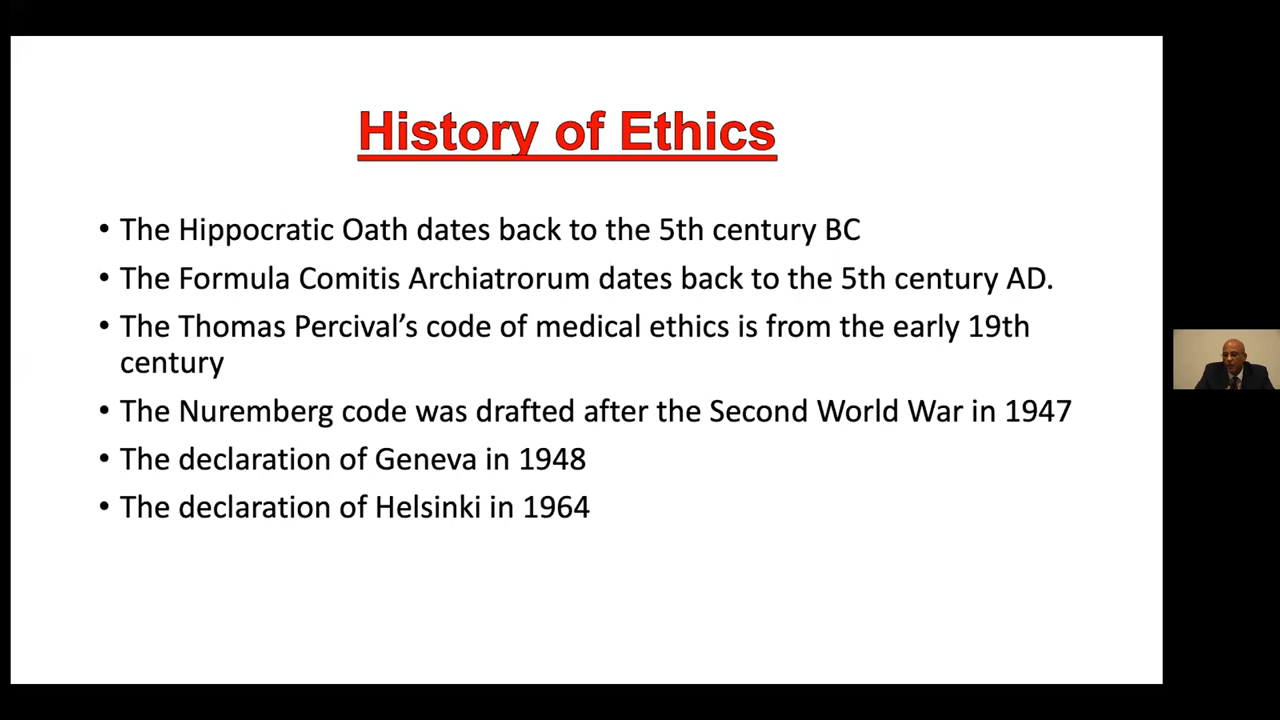 History of Ethics
• The Hippocratic Oath dates back to the 5th century BC
• The Formula Comitis Archiatrorum dates back to the 5th century AD.
• The Thomas Percival’s code of medical ethics is from the early 19th
century
• The Nuremberg code was drafted after the Second World War in 1947
• The declaration of Geneva in 1948
• The declaration of Helsinki in 1964